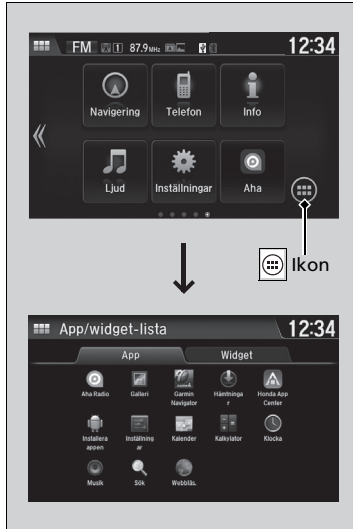 FM 1 87.9MHz 12:34
Navigering Telefon Info
Ljud Inställningar Aha
Ikon
App/widget-lista 12:34
App Widget
Aha Radio Galleri Garmin Navigator Hämtninga r Honda App Center
Installera appen Inställning ar Kalender Kalkylator Klocka
Musik Sök Webbläs.